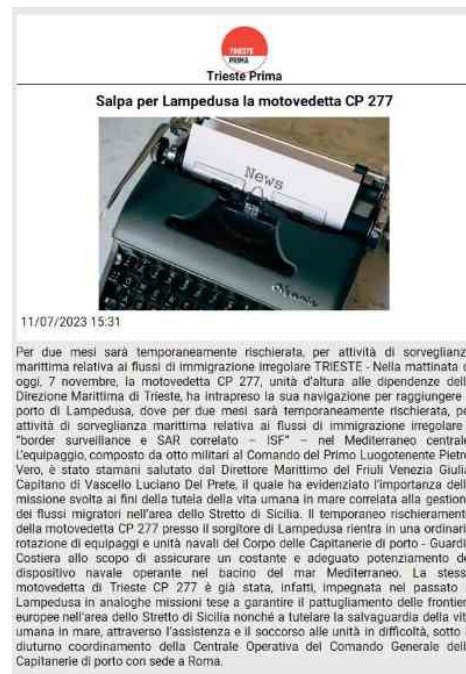 TRIESTE
PRIMA
Trieste Prima
Salpa per Lampedusa la motovedetta CP 277
News
Olympia
11/07/2023 15:31
Per due mesi sarà temporaneamente rischierata, per attività di sorveglianz
marittima relativa ai flussi di immigrazione irregolare TRIESTE - Nella mattinata d
oggi, 7 novembre, la motovedetta CP 277, unità d'altura alle dipendenze dell
Direzione Marittima di Trieste, ha intrapreso la sua navigazione per raggiungere
porto di Lampedusa, dove per due mesi sarà temporaneamente rischierata, pe
attività di sorveglianza marittima relativa ai flussi di immigrazione irregolare
"border surveillance e SAR correlato – ISF" – nel Mediterraneo centrale
L'equipaggio, composto da otto militari al Comando del Primo Luogotenente Pietr
Vero, è stato stamani salutato dal Direttore Marittimo del Friuli Venezia Giuli
Capitano di Vascello Luciano Del Prete, il quale ha evidenziato l'importanza dell
missione svolta ai fini della tutela della vita umana in mare correlata alla gestion
dei flussi migratori nell'area dello Stretto di Sicilia. Il temporaneo rischierament
della motovedetta CP 277 presso il sorgitore di Lampedusa rientra in una ordinari
rotazione di equipaggi e unità navali del Corpo delle Capitanerie di porto - Guardi
Costiera allo scopo di assicurare un costante e adeguato potenziamento de
dispositivo navale operante nel bacino del mar Mediterraneo. La stess
motovedetta di Trieste CP 277 è già stata, infatti, impegnata nel passato
Lampedusa in analoghe missioni tese a garantire il pattugliamento delle frontier
europee nell'area dello Stretto di Sicilia nonché a tutelare la salvaguardia della vit
umana in mare, attraverso l'assistenza e il soccorso alle unità in difficoltà, sotto
diuturno coordinamento della Centrale Operativa del Comando Generale dell
Capitanerie di porto con sede a Roma.